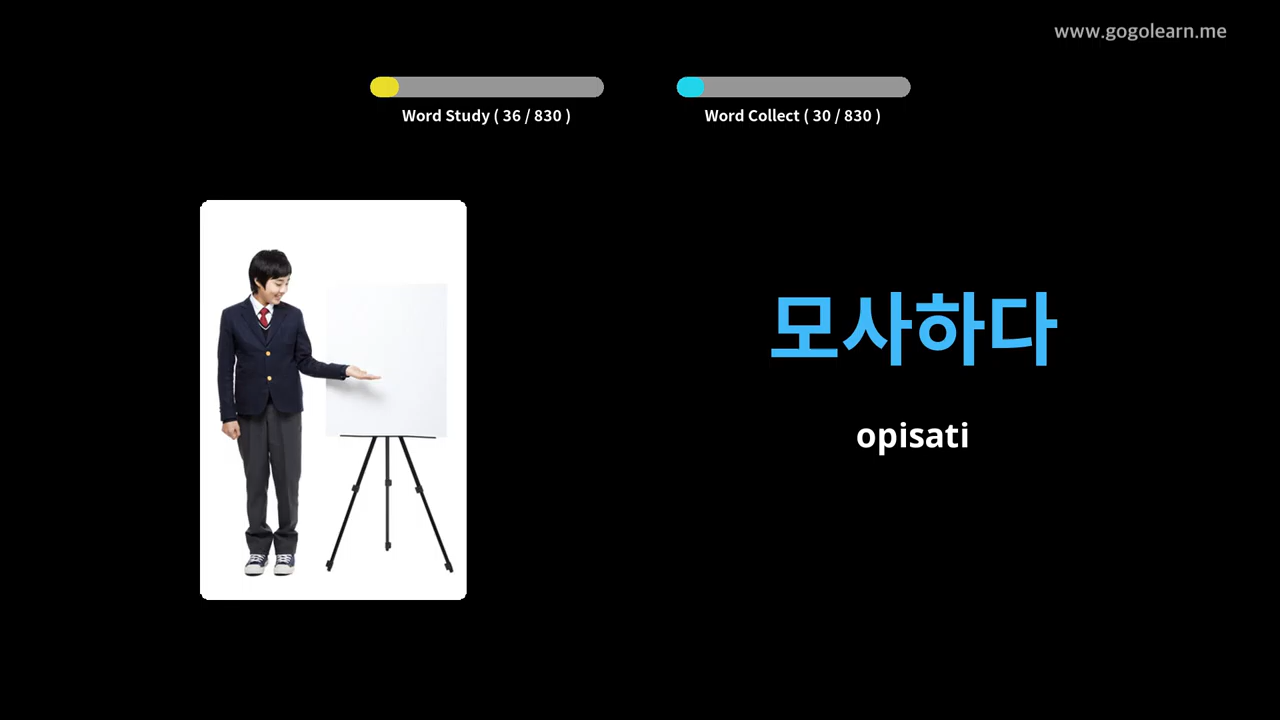 www.gogolearn.me
Word Study ( 36 / 830 )
Word Collect ( 30 / 830 )
모사하다
opisati